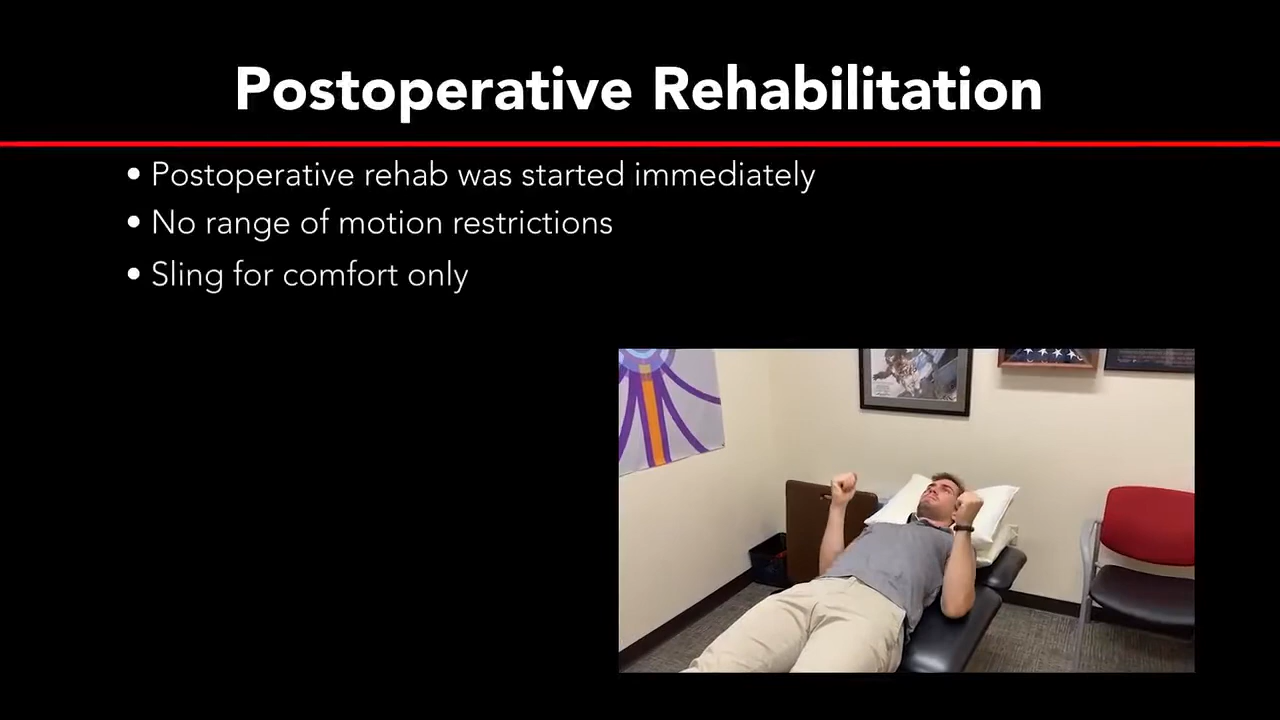 Postoperative Rehabilitation
• Postoperative rehab was started immediately
• No range of motion restrictions
• Sling for comfort only